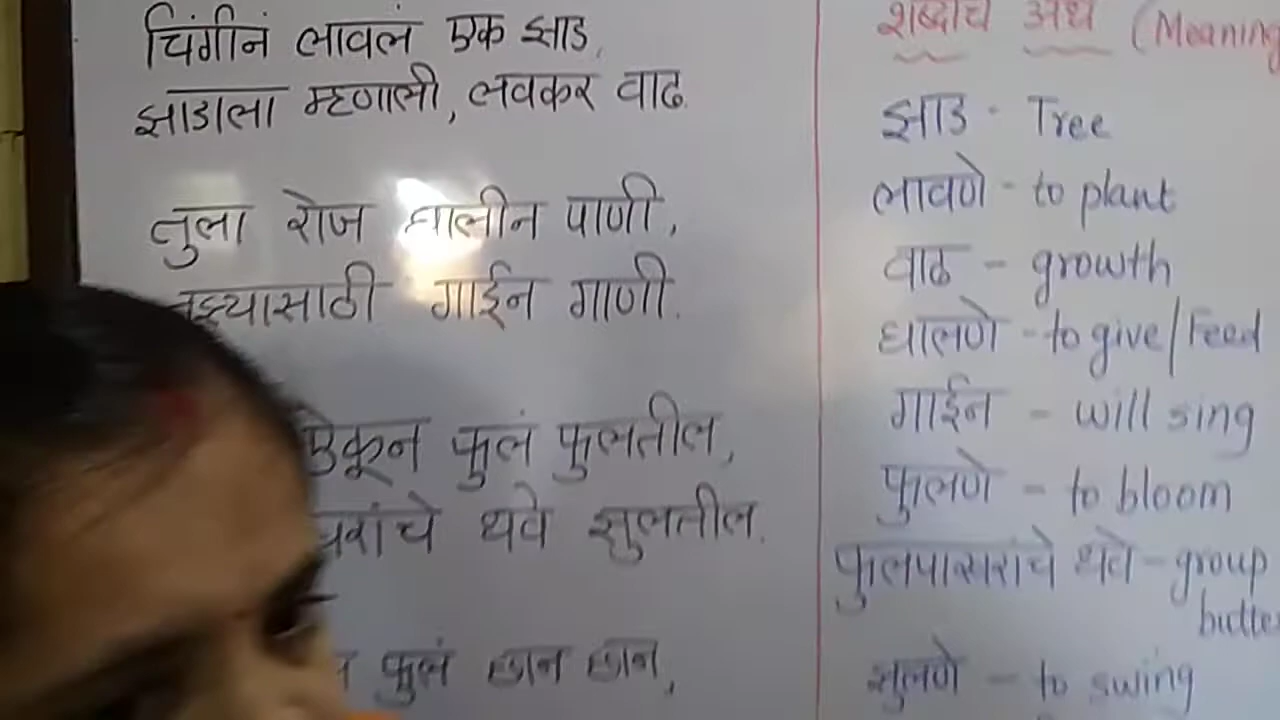 चिंगीनं लावलं एक झाड,
झाडाला म्हणाली, लवकर वाढ.
तुला रोज घालीन पाणी,
गाईन गाणी.
ऐकून फुलं फुलतील,
थवे झुलतील.
फुलं छान छान,
शब्दांचे अर्थ (Meaning
झाड - Tree
लावणे - to plant
वाढ - growth
घालणे - to give/Feed
गाईन - will sing
फुलणे - to bloom
फुलपाखरांचे थवे - group
झुलणे - to swing